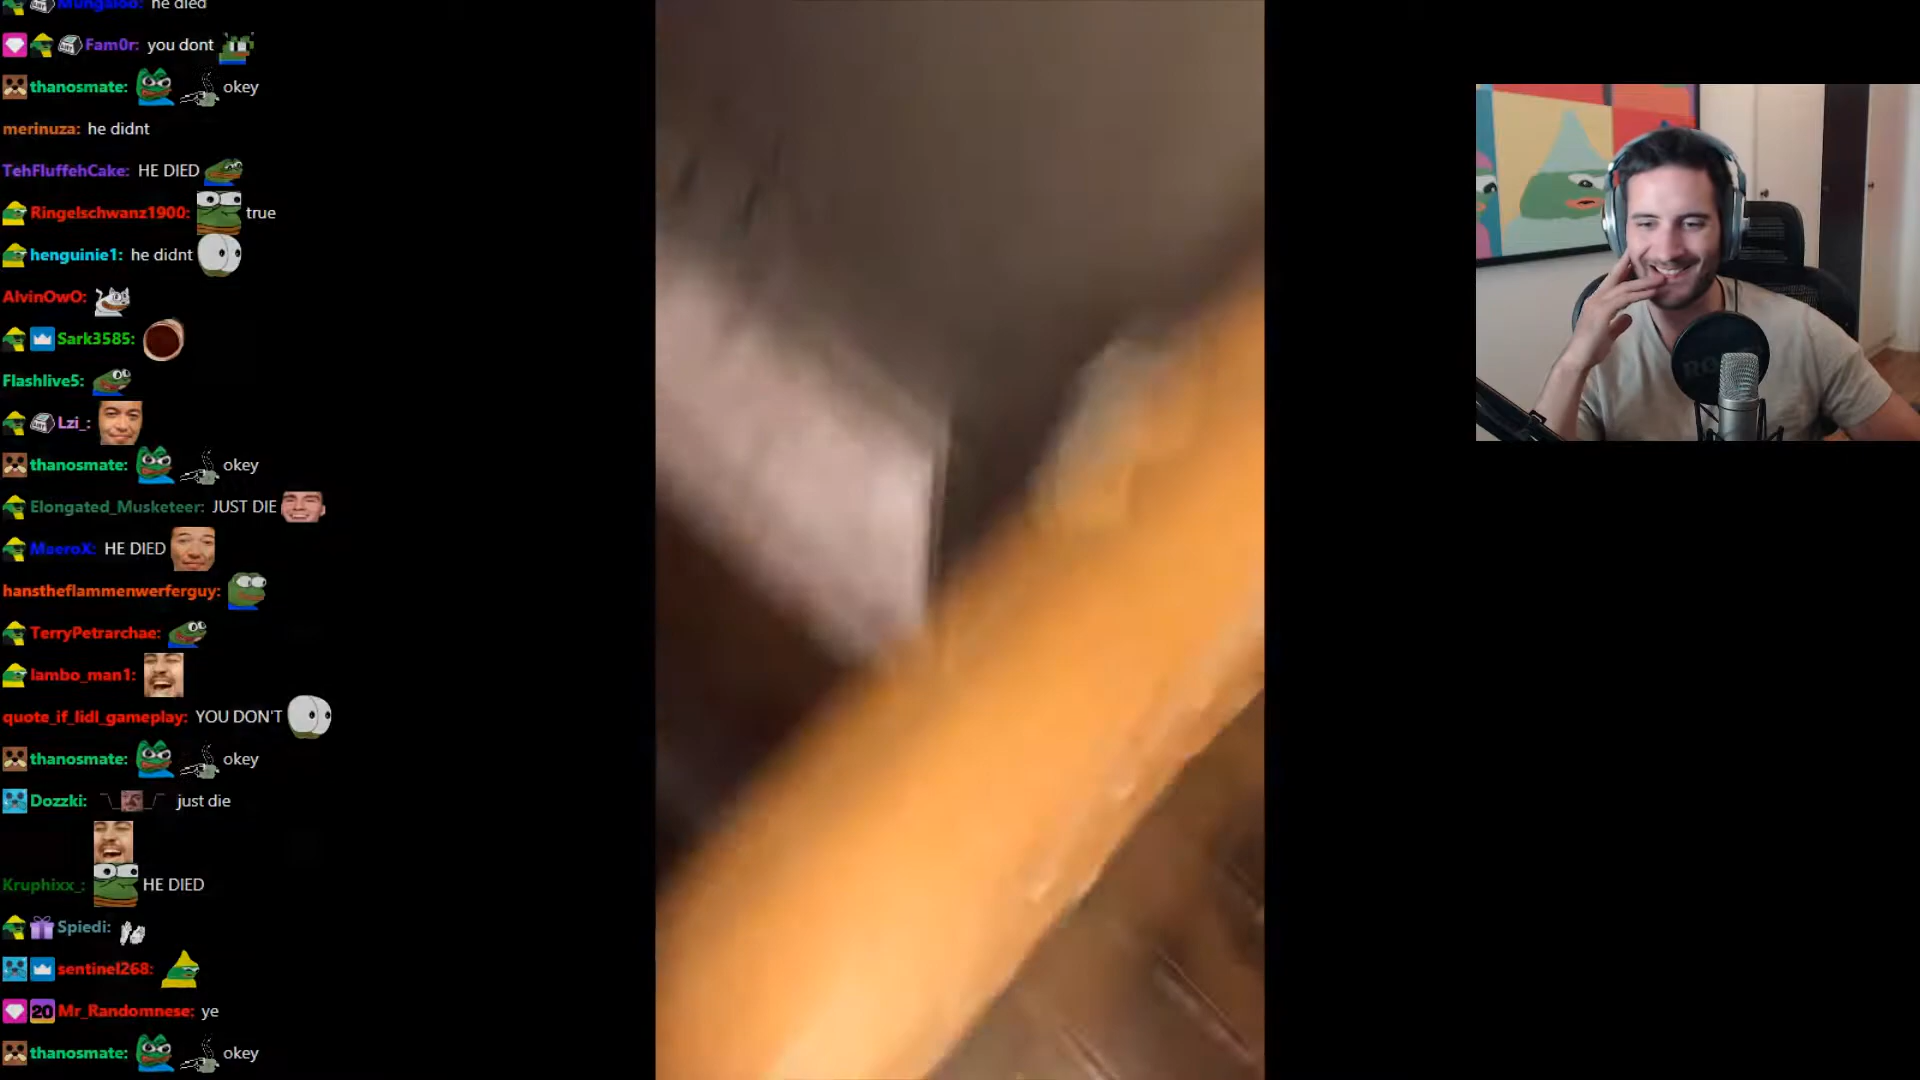 Mungaloo: he died
Fam0r: you dont
thanosmate: okey
merinuza: he didnt
TehFluffehCake: HE DIED
Ringelschwanz1900: true
henguinie1: he didnt
AlvinOwO:
Sark3585:
Flashlive5:
Lzi_:
thanosmate: okey
Elongated_Musketeer: JUST DIE
MaeroX: HE DIED
hanstheflammenwerferguy:
TerryPetrarchae:
lambo_man1:
quote_if_lidl_gameplay: YOU DON'T
thanosmate: okey
Dozzki: just die
Kruphixx_: HE DIED
Spiedi:
sentinel268:
20 Mr_Randomnese: ye
thanosmate: okey